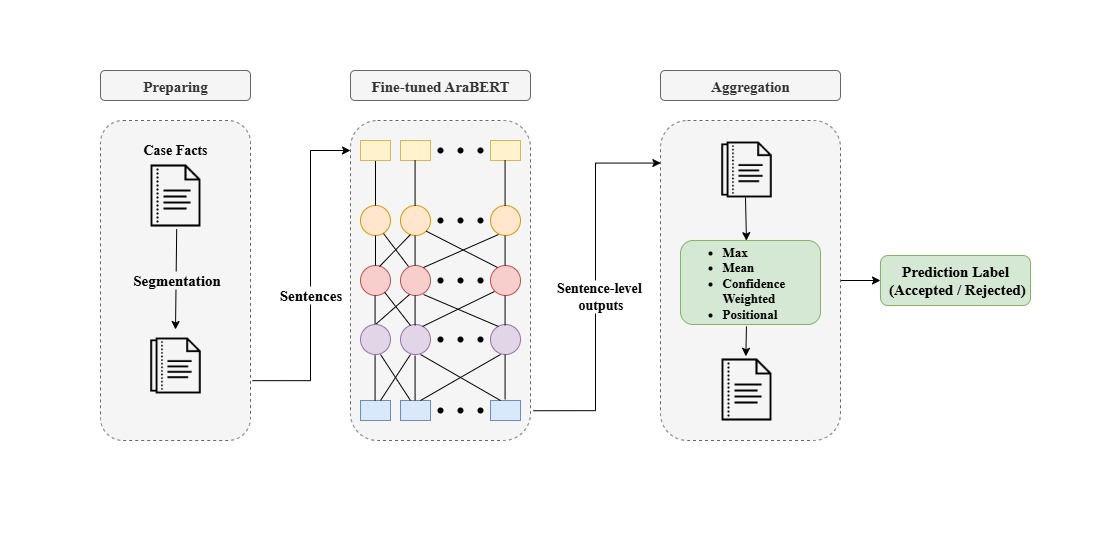 Preparing
Fine-tuned AraBERT
Aggregation
Case Facts
Segmentation
Sentences
Sentence-level
outputs
• Max
• Mean
• Confidence
Weighted
• Positional
Prediction Label
(Accepted / Rejected)